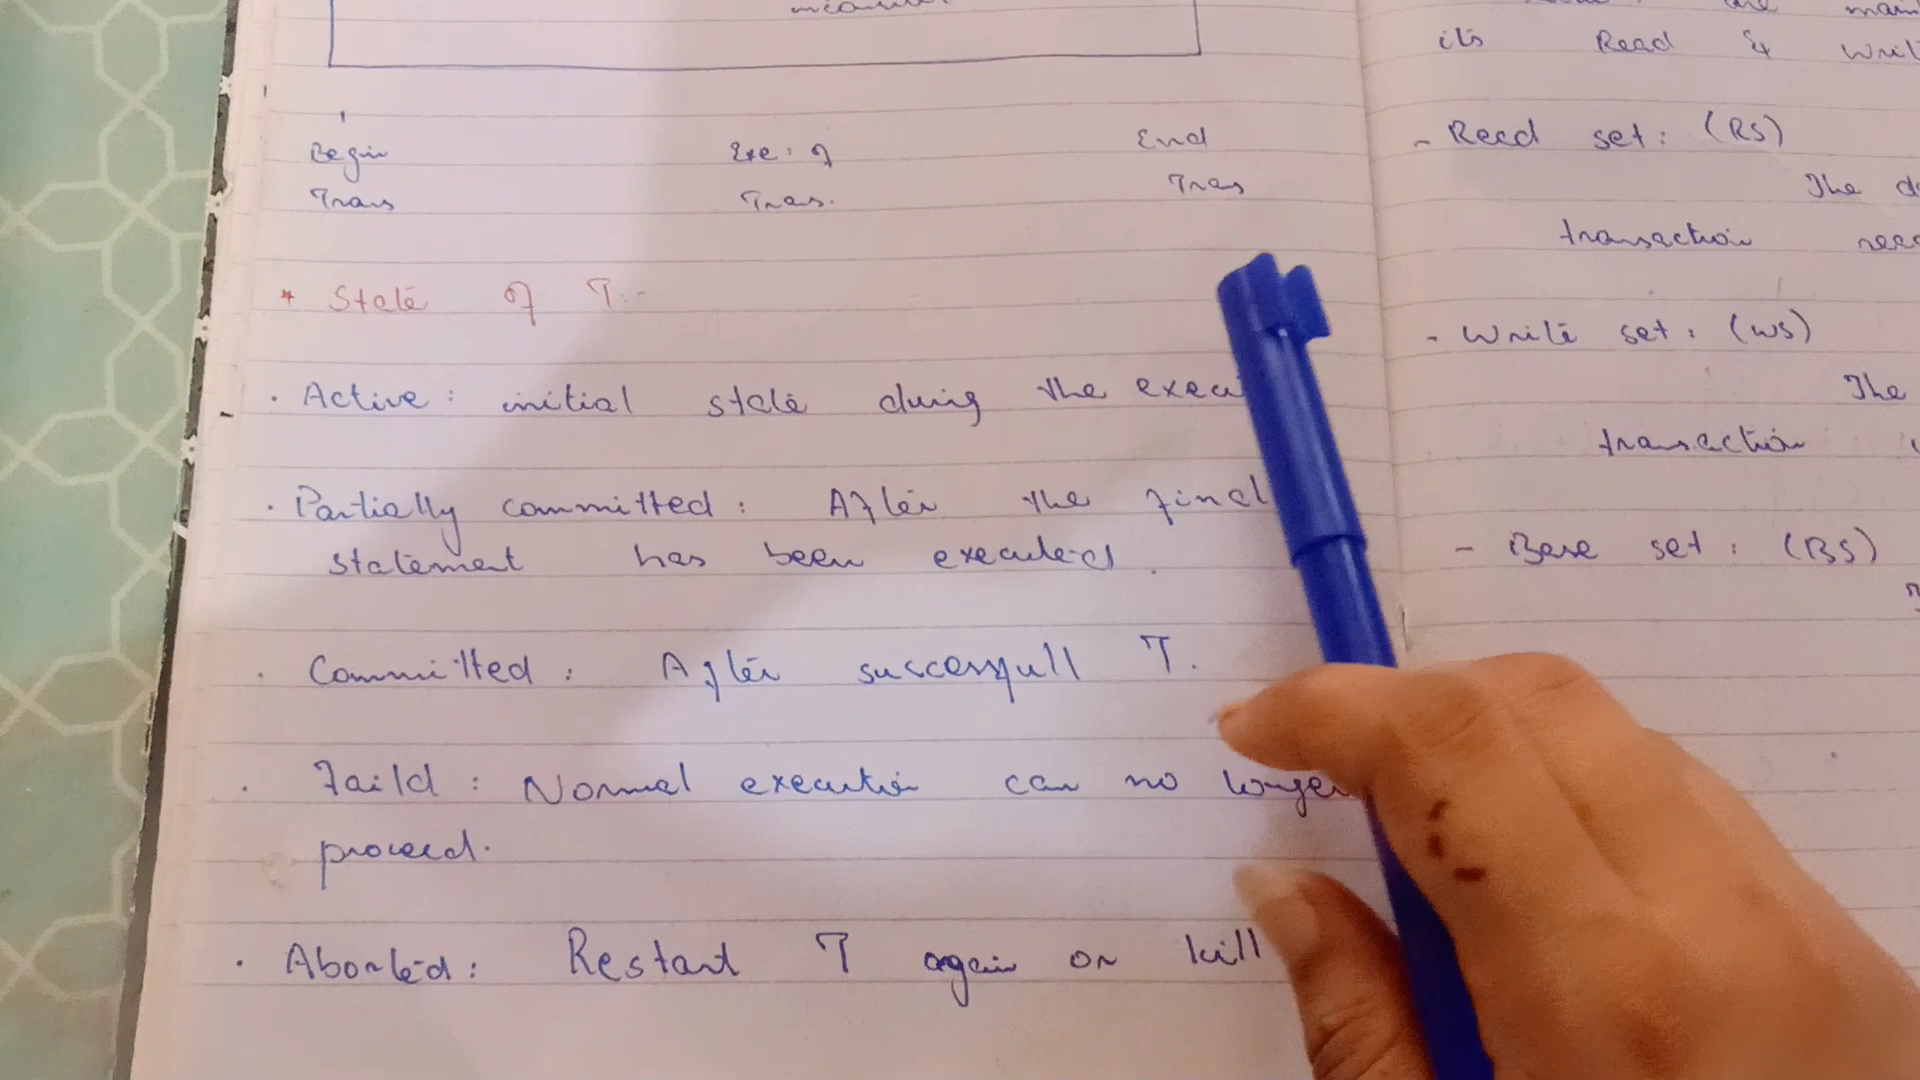 Begin Exe: of End
Trans Trans. Trans
* State of T:-
. Active: initial state during the
. Partially committed: After the final
statement has been executed.
. Committed: After successfull T.
. Faild: Normal execution can no longer
proceed.
. Aborted: Restart T again or kill
its Read &
- Read set: (RS)
The
transaction
- Write set: (WS)
The
transaction
- Base set: (BS)